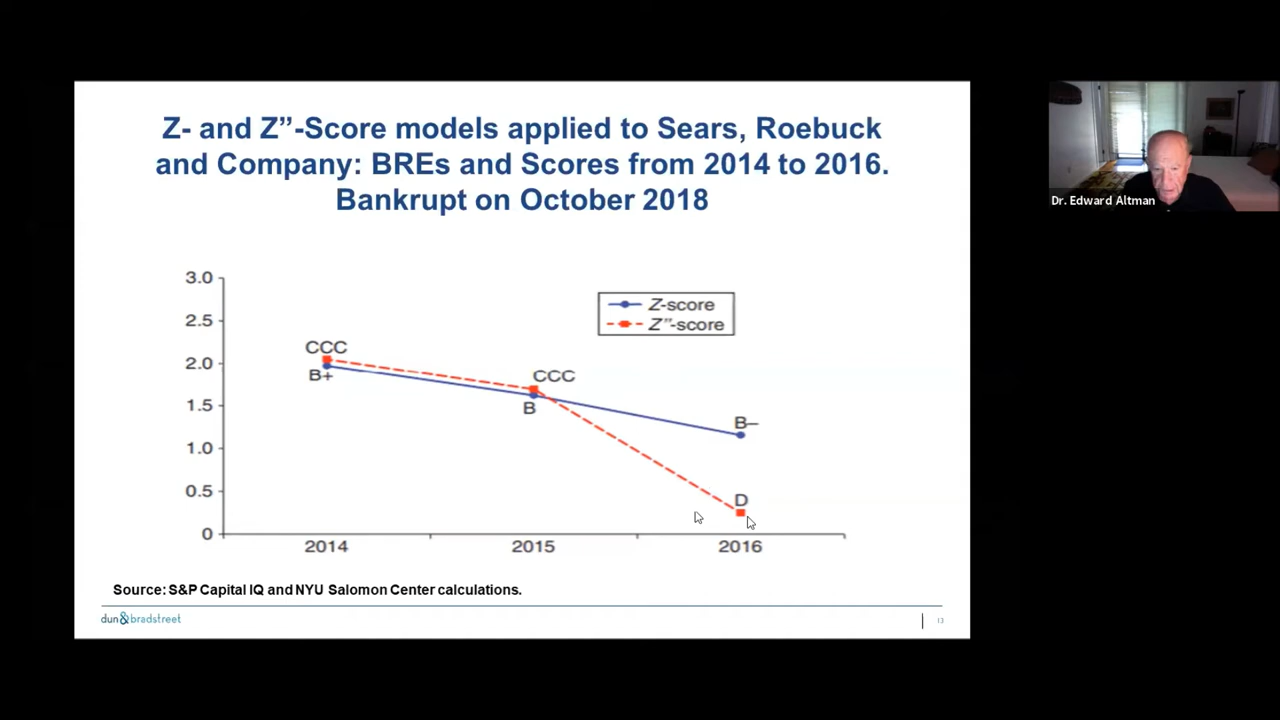 Z- and Z”-Score models applied to Sears, Roebuck
and Company: BREs and Scores from 2014 to 2016.
Bankrupt on October 2018
Dr. Edward Altman
3.0
2.5
2.0
1.5
1.0
0.5
0
Z-score
Z”-score
CCC
B+
CCC
B
B–
D
2014
2015
2016
Source: S&P Capital IQ and NYU Salomon Center calculations.
dun&bradstreet
13